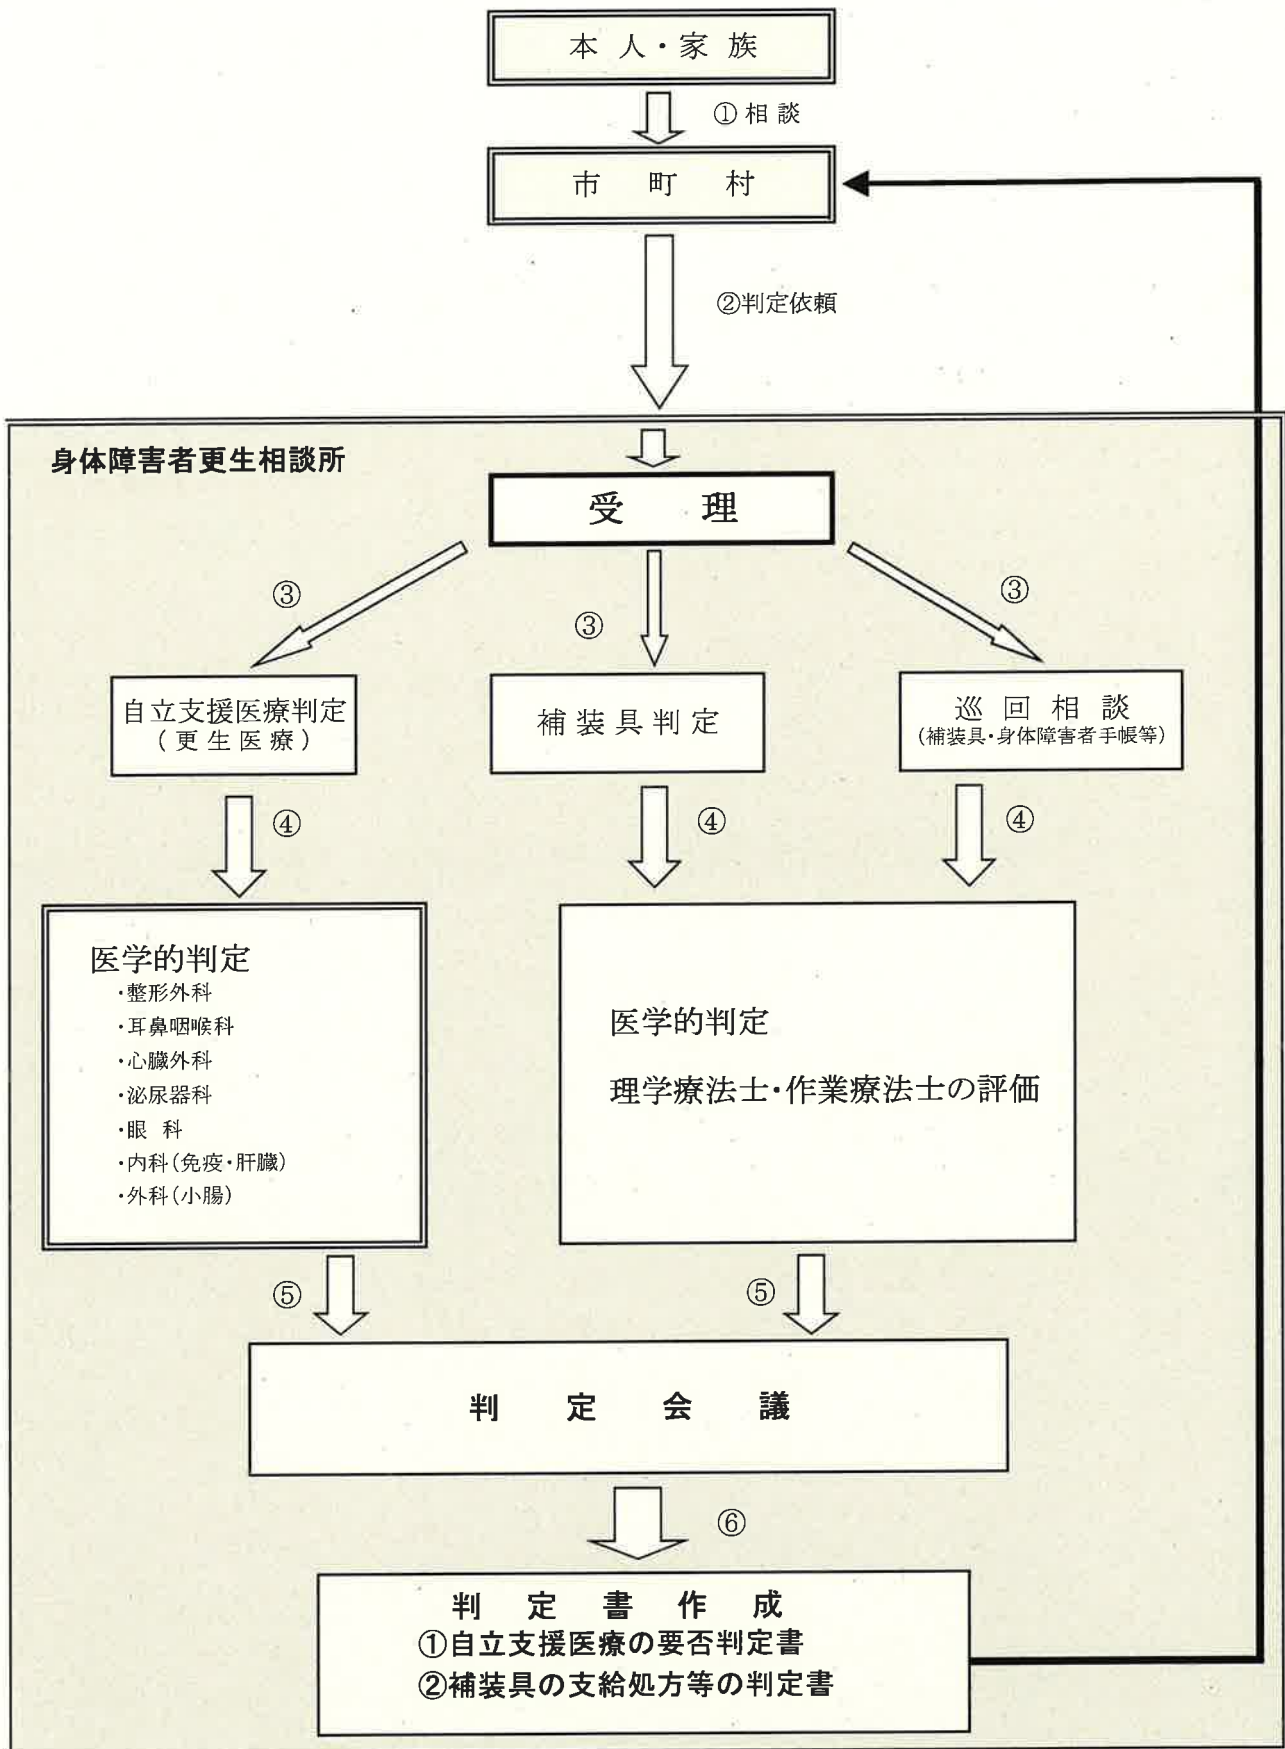 本人・家族
①相談
市町村
②判定依頼
身体障害者更生相談所
受理
③
③
③
自立支援医療判定
(更生医療)
補装具判定
巡回相談
(補装具・身体障害者手帳等)
④
④
④
医学的判定
・整形外科
・耳鼻咽喉科
・心臓外科
・泌尿器科
・眼科
・内科(免疫・肝臓)
・外科(小腸)
医学的判定
理学療法士・作業療法士の評価
⑤
⑤
判定会議
⑥
判定書作成
①自立支援医療の要否判定書
②補装具の支給処方等の判定書